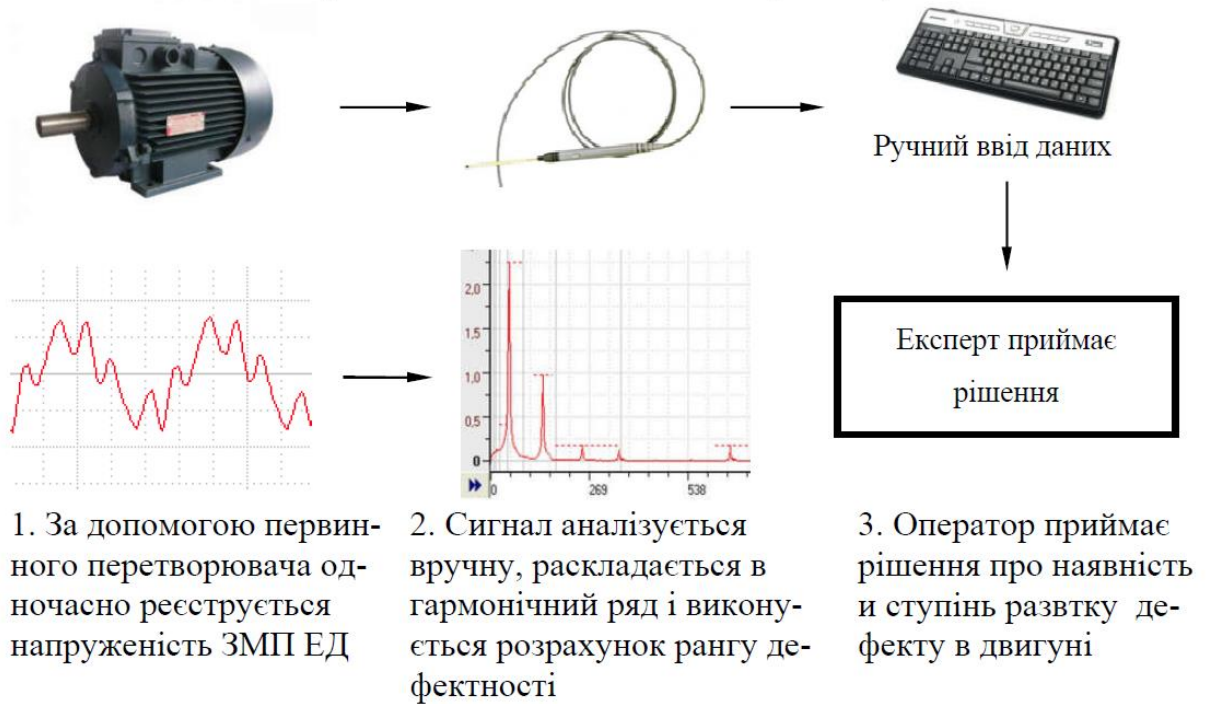 Ручний ввід даних
Експерт приймає
рішення
2,0
1,5
1,0
0,5
0
0
269
538
1. За допомогою первин-
ного перетворювача од-
ночасно реєструється
напруженість ЗМП ЕД
2. Сигнал аналізується
вручну, раскладається в
гармонічний ряд і викону-
ється розрахунок рангу де-
фектності
3. Оператор приймає
рішення про наявність
и ступінь развтку де-
фекту в двигуні